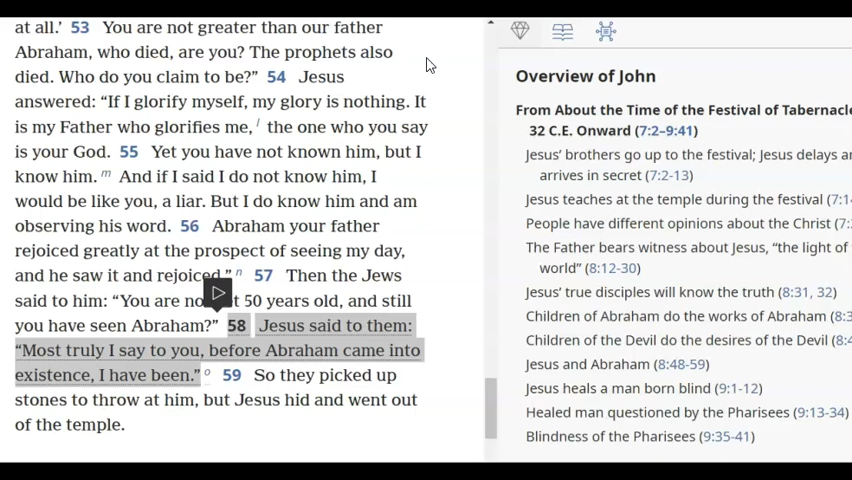 at all.’ 53 You are not greater than our father
Abraham, who died, are you? The prophets also
died. Who do you claim to be?” 54 Jesus
answered: “If I glorify myself, my glory is nothing. It
is my Father who glorifies me, l the one who you say
is your God. 55 Yet you have not known him, but I
know him. m And if I said I do not know him, I
would be like you, a liar. But I do know him and am
observing his word. 56 Abraham your father
rejoiced greatly at the prospect of seeing my day,
and he saw it and rejoiced.” n 57 Then the Jews
said to him: “You are 50 years old, and still
you have seen Abraham?” 58 Jesus said to them:
“Most truly I say to you, before Abraham came into
existence, I have been.” o 59 So they picked up
stones to throw at him, but Jesus hid and went out
of the temple.
Overview of John
From About the Time of the Festival of
32 C.E. Onward (7:2–9:41)
Jesus’ brothers go up to the festival; Jesus delays
arrives in secret (7:2-13)
Jesus teaches at the temple during the festival
People have different opinions about the Christ
The Father bears witness about Jesus, “the light of
world” (8:12-30)
Jesus’ true disciples will know the truth (8:31, 32)
Children of Abraham do the works of Abraham
Children of the Devil do the desires of the Devil
Jesus and Abraham (8:48-59)
Jesus heals a man born blind (9:1-12)
Healed man questioned by the Pharisees (9:13-34)
Blindness of the Pharisees (9:35-41)